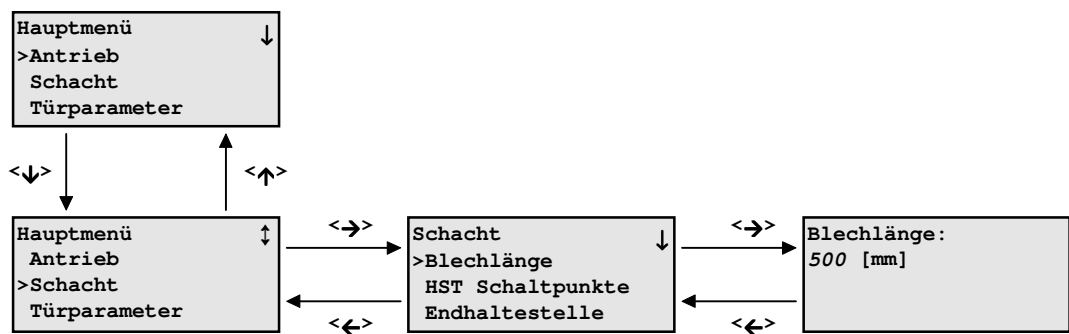 Hauptmenü ↓
>Antrieb
Schacht
Türparameter
<↓> <↑>
Hauptmenü ↕
Antrieb
>Schacht
Türparameter
<→>
<←>
Schacht ↓
>Blechlänge
HST Schaltpunkte
Endhaltestelle
<→>
<←>
Blechlänge:
500 [mm]